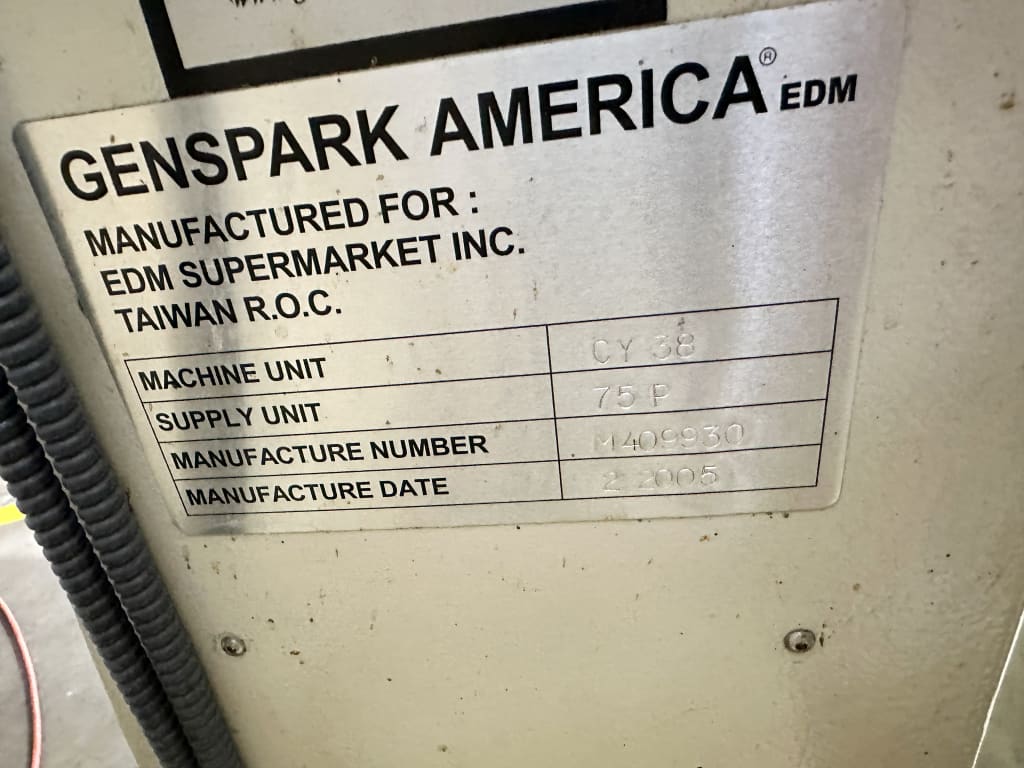 GENSPARK AMERICA® EDM
MANUFACTURED FOR :
EDM SUPERMARKET INC.
TAIWAN R.O.C.
MACHINE UNIT CY 38
SUPPLY UNIT 75 P
MANUFACTURE NUMBER M409930
MANUFACTURE DATE 2 2005